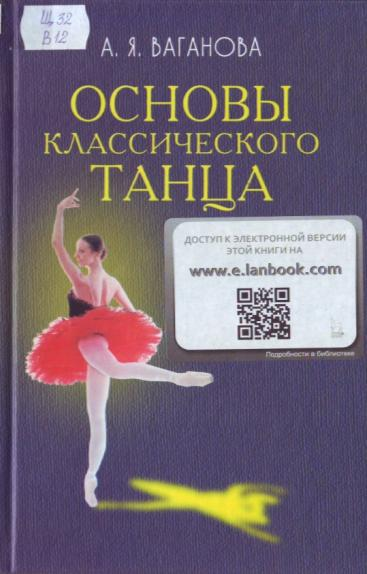 Щ 32
В 12
А. Я. ВАГАНОВА
ОСНОВЫ
КЛАССИЧЕСКОГО
ТАНЦА
ДОСТУП К ЭЛЕКТРОННОЙ ВЕРСИИ
ЭТОЙ КНИГИ НА
www.e.lanbook.com
Подробности в библиотеке